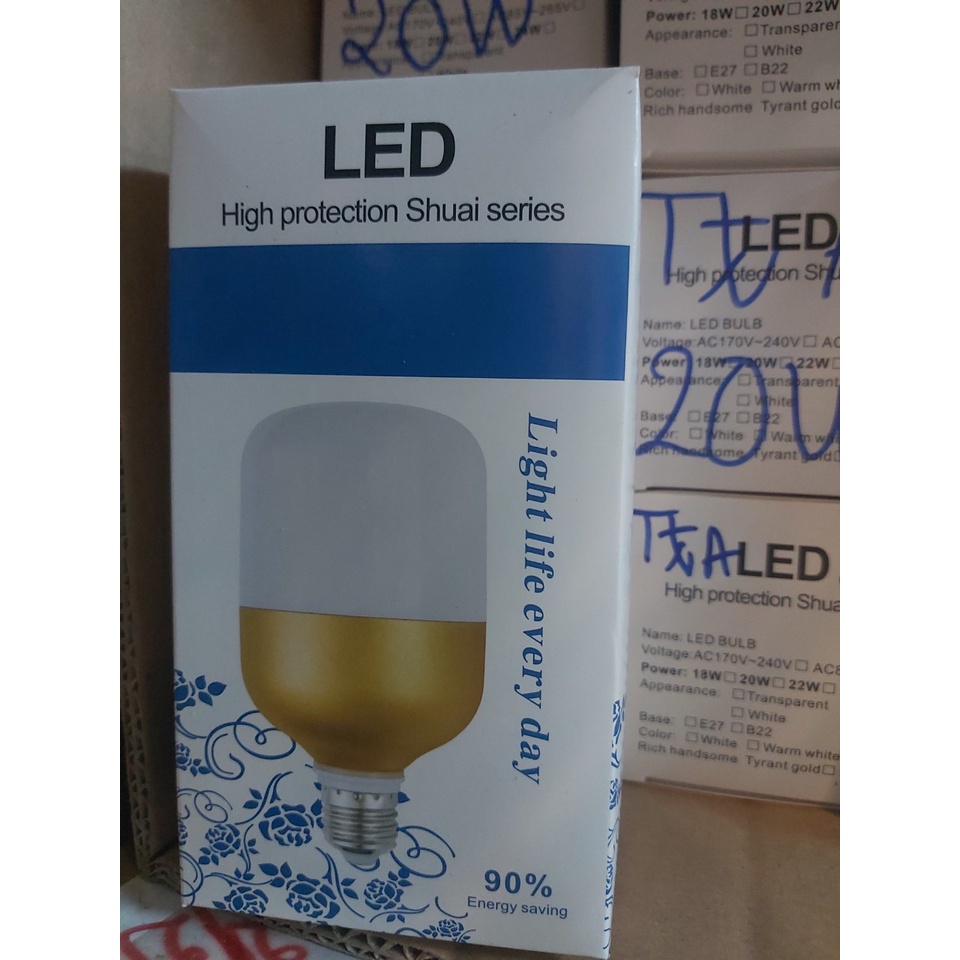 LED
High protection Shuai series
Light life every day
90%
Energy saving
20W
Power: 18W☐ 20W☐ 22W
Appearance: ☐Transparen
☐ White
Base: ☐E27 ☐B22
Color: ☐White ☐ Warm wh
Rich handsome Tyrant gold
LED
High protection Shu
Name: LED BULB
Voltage:AC170V~240V☐ AC
Power: 18W☐ 20W☐ 22W☐
Appearance: ☐Transparent
☐ White
Base: ☐E27 ☐B22
Color: ☐White ☐ Warm whi
Rich handsome Tyrant gold☐
LED
High protection Shua
Name: LED BULB
Voltage:AC170V~240V☐ AC8
Power: 18W☐ 20W☐ 22W☐
Appearance: ☐Transparent
☐ White
Base: ☐E27 ☐B22
Color: ☐White ☐ Warm white
Rich handsome Tyrant gold☐